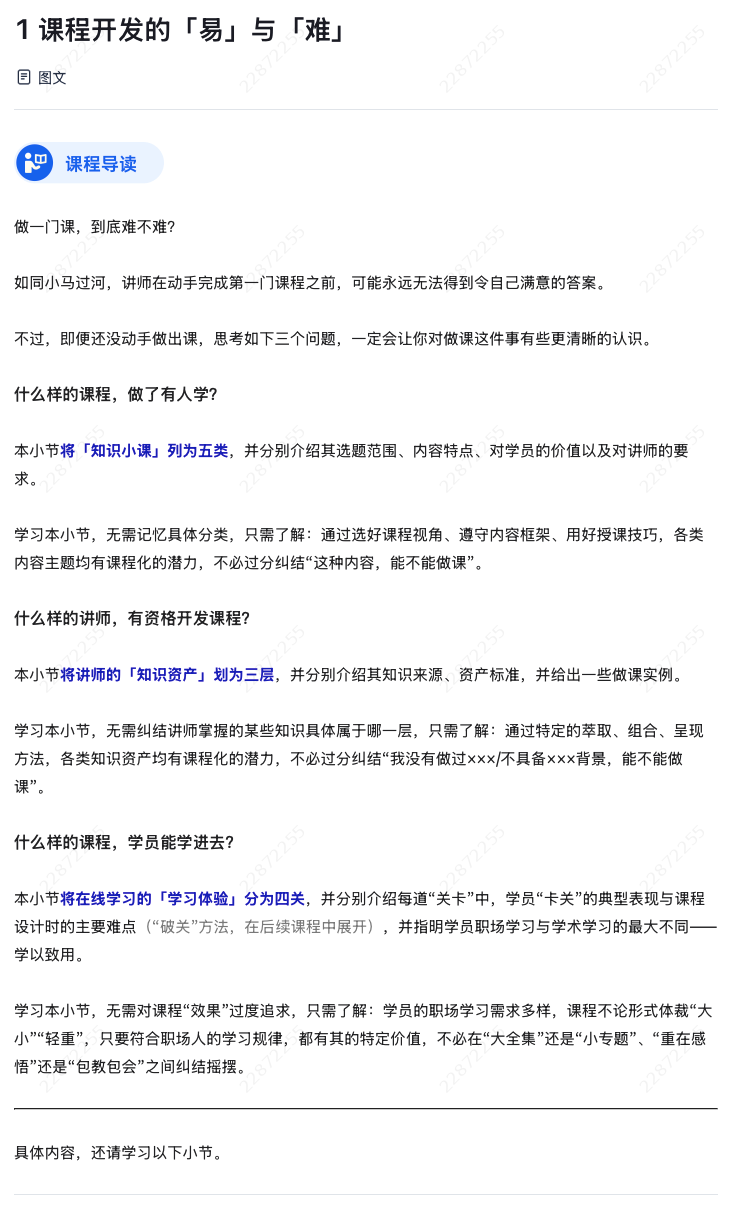 1 课程开发的「易」与「难」
图文
课程导读
做一门课，到底难不难？
如同小马过河，讲师在动手完成第一门课程之前，可能永远无法得到令自己满意的答案。
不过，即便还没动手做出课，思考如下三个问题，一定会让你对做课这件事有些更清晰的认识。
什么样的课程，做了有人学？
本小节将「知识小课」列为五类，并分别介绍其选题范围、内容特点、对学员的价值以及对讲师的要
求。
学习本小节，无需记忆具体分类，只需了解：通过选好课程视角、遵守内容框架、用好授课技巧，各类
内容主题均有课程化的潜力，不必过分纠结“这种内容，能不能做课”。
什么样的讲师，有资格开发课程？
本小节将讲师的「知识资产」划为三层，并分别介绍其知识来源、资产标准，并给出一些做课实例。
学习本小节，无需纠结讲师掌握的某些知识具体属于哪一层，只需了解：通过特定的萃取、组合、呈现
方法，各类知识资产均有课程化的潜力，不必过分纠结“我没有做过×××/不具备×××背景，能不能做
课”。
什么样的课程，学员能学进去？
本小节将在线学习的「学习体验」分为四关，并分别介绍每道“关卡”中，学员“卡关”的典型表现与课程
设计时的主要难点（“破关”方法，在后续课程中展开），并指明学员职场学习与学术学习的最大不同——
学以致用。
学习本小节，无需对课程“效果”过度追求，只需了解：学员的职场学习需求多样，课程不论形式体裁“大
小”“轻重”，只要符合职场人的学习规律，都有其的特定价值，不必在“大全集”还是“小专题”、“重在感
悟”还是“包教包会”之间纠结摇摆。
具体内容，还请学习以下小节。
22872255